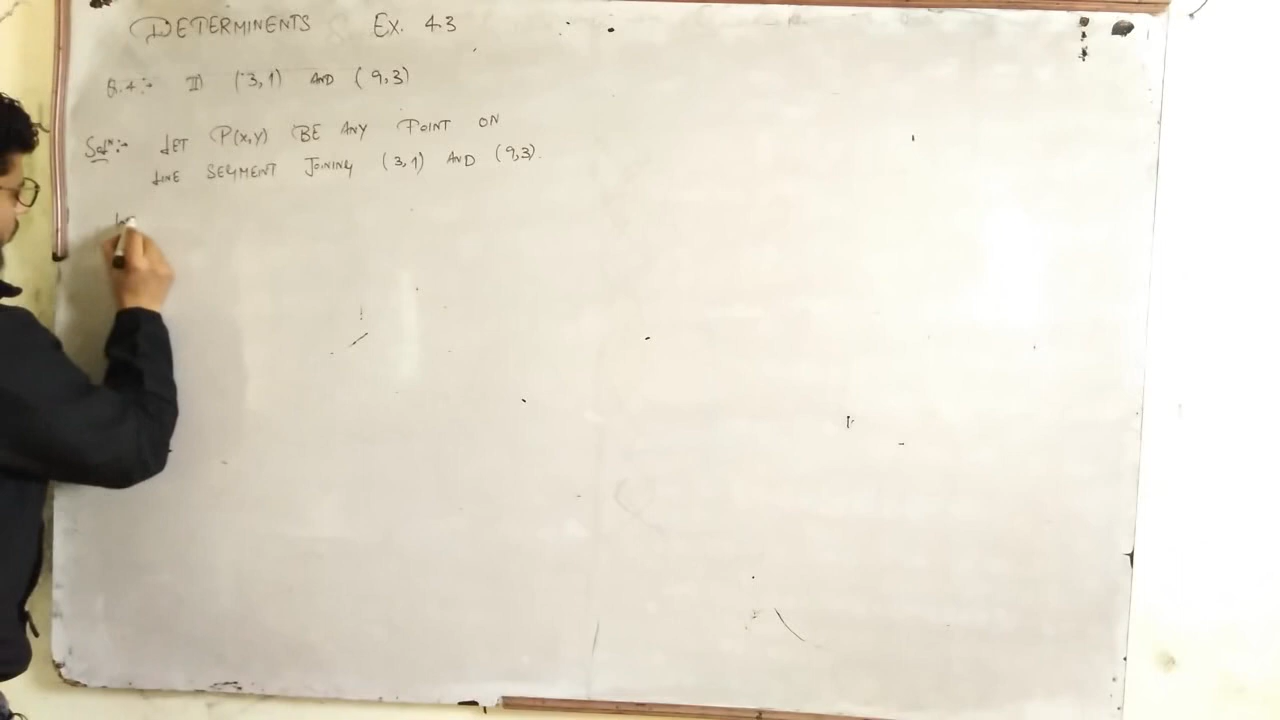 DETERMINENTS Ex. 4.3
Q.4:- II) (3,1) AND (9,3)
Solⁿ:- LET P(x,y) BE ANY POINT ON
LINE SEGMENT JOINING (3,1) AND (9,3).